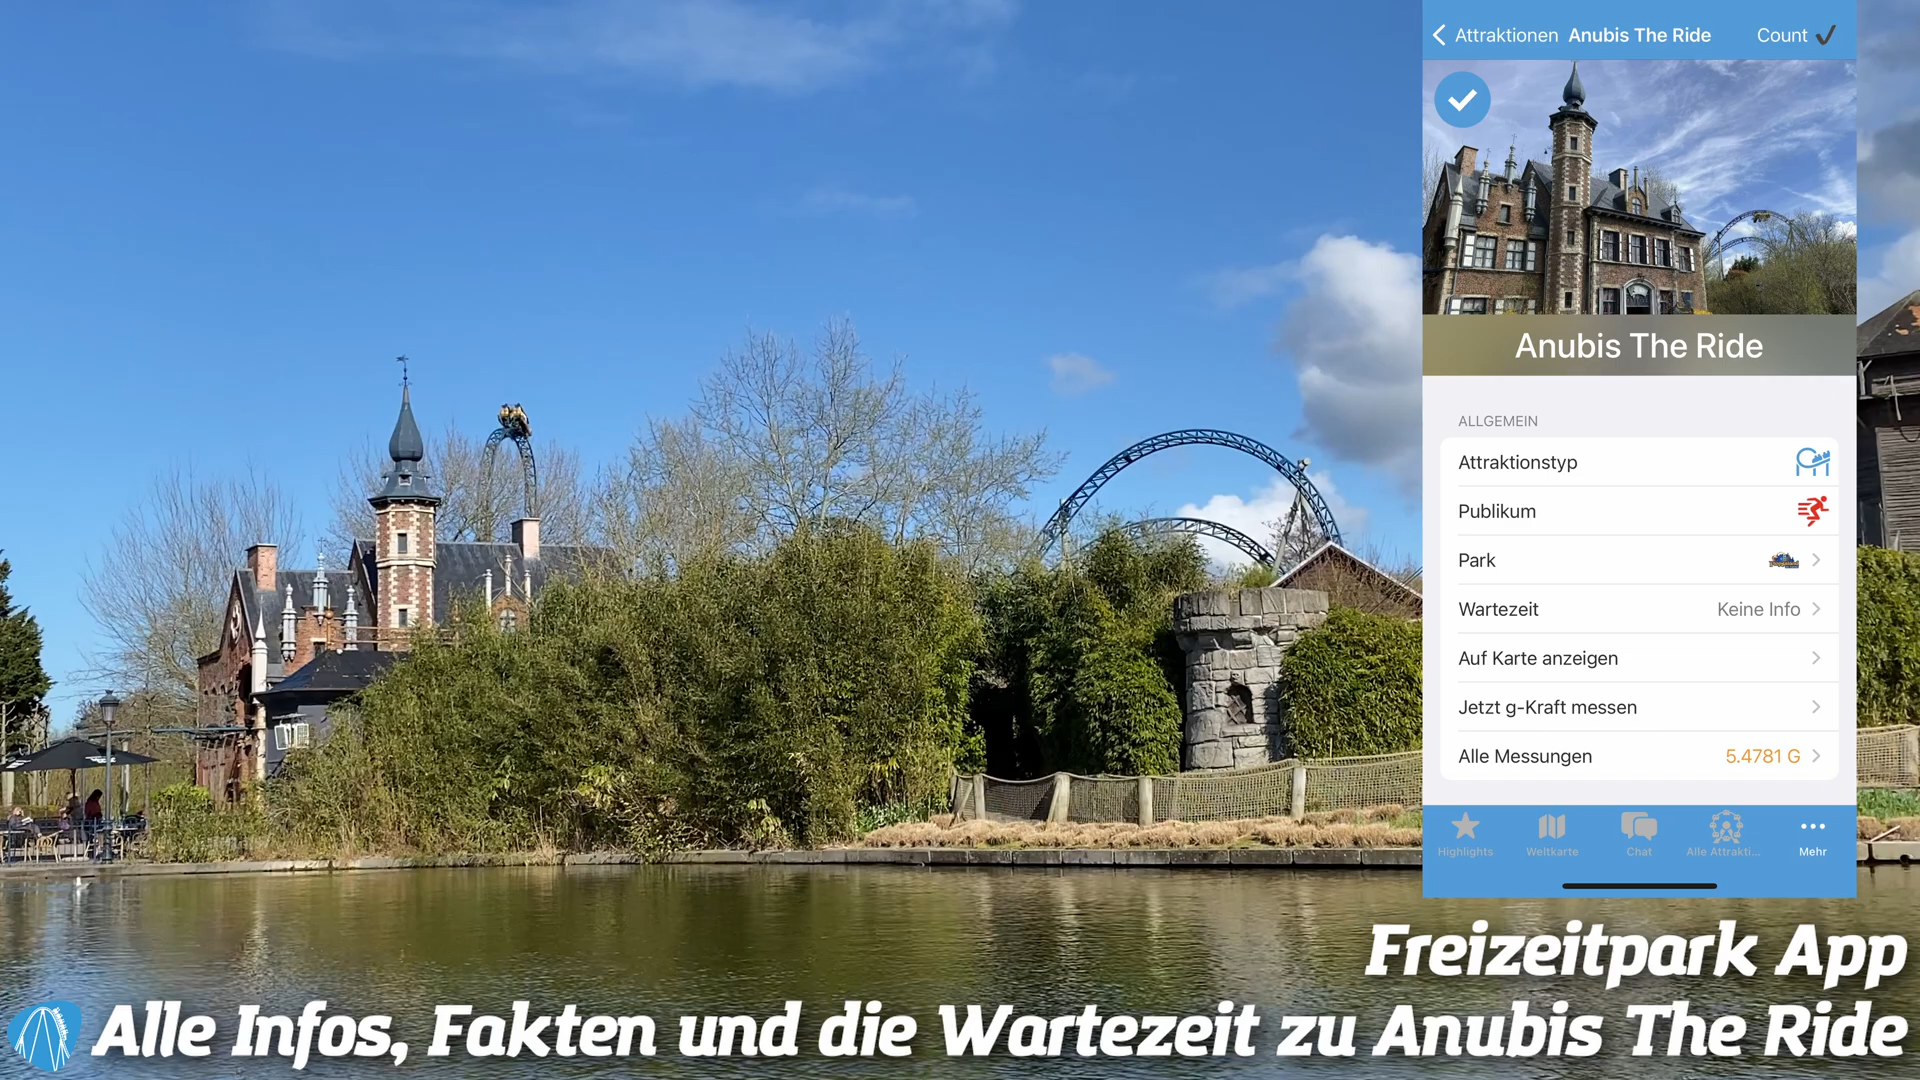 Attraktionen Anubis The Ride Count
Anubis The Ride
ALLGEMEIN
Attraktionstyp
Publikum
Park
Wartezeit Keine Info
Auf Karte anzeigen
Jetzt g-Kraft messen
Alle Messungen 5.4781 G
Highlights Weltkarte Chat Alle Attrakti... Mehr
Freizeitpark App
Alle Infos, Fakten und die Wartezeit zu Anubis The Ride